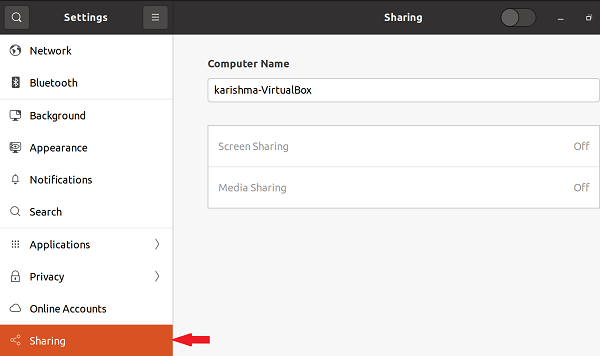 Settings
Sharing
Network
Bluetooth
Background
Appearance
Notifications
Search
Applications
Privacy
Online Accounts
Sharing
Computer Name
karishma-VirtualBox
Screen Sharing Off
Media Sharing Off